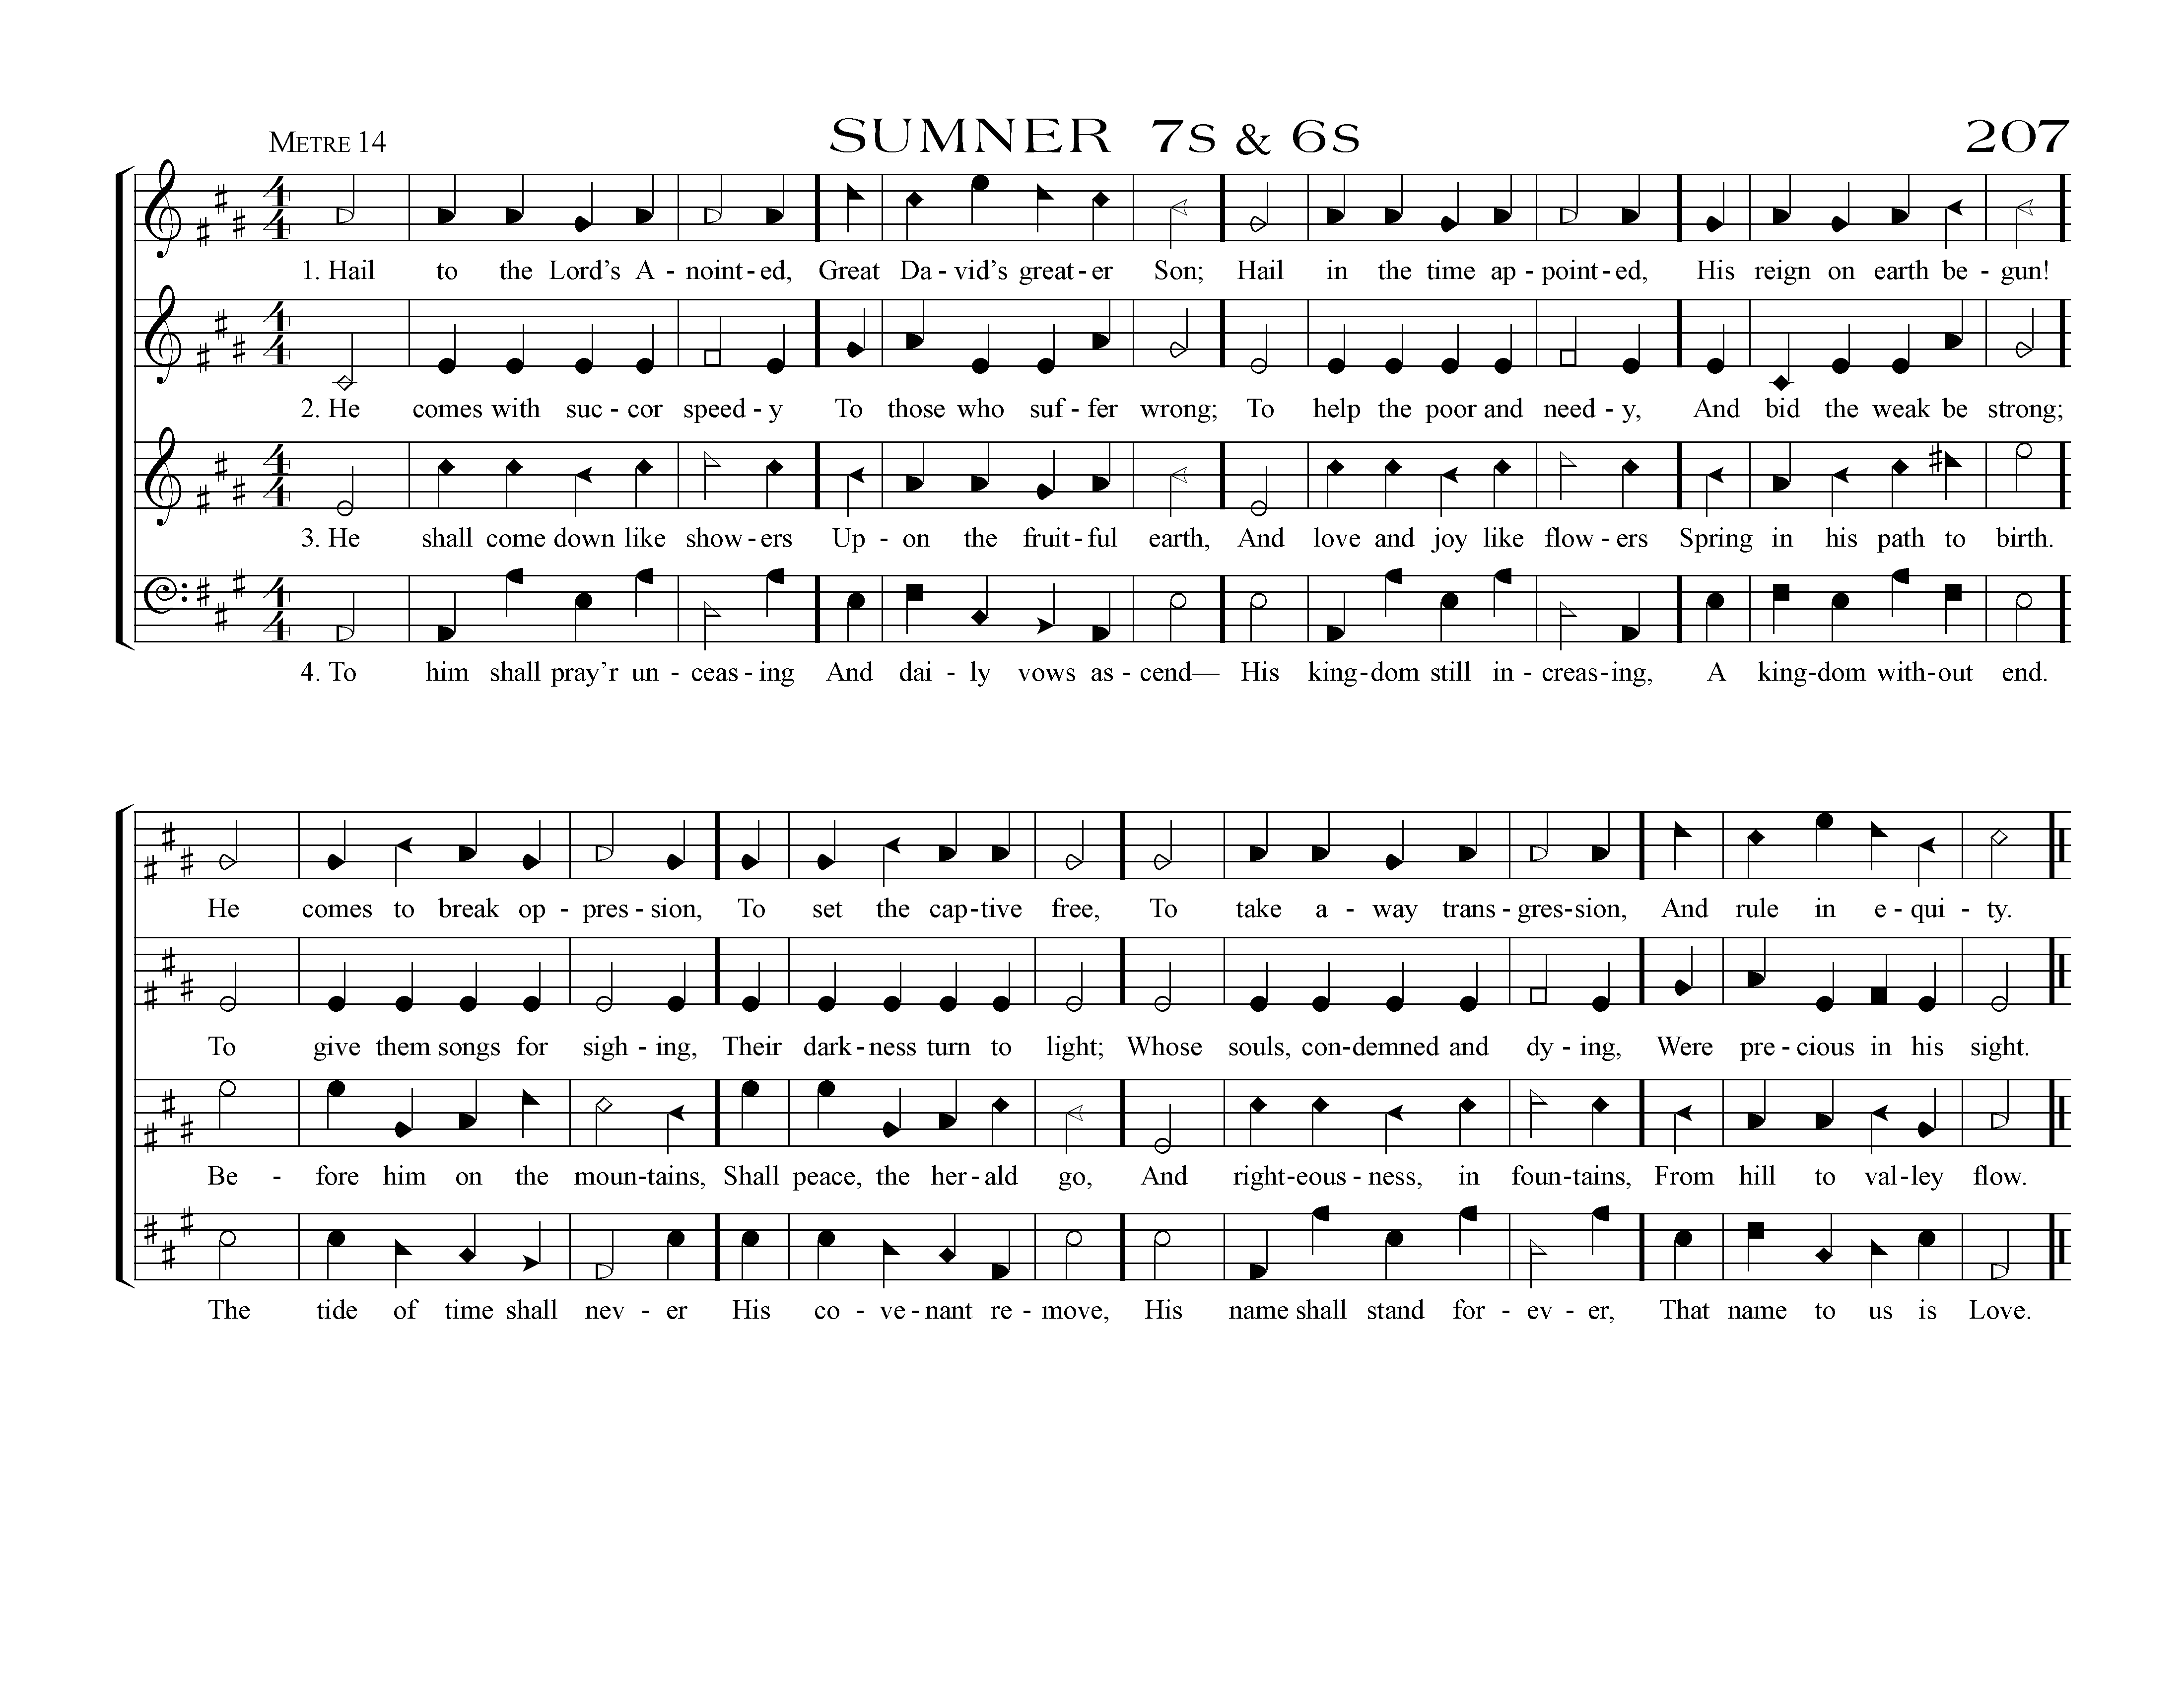 METRE 14 SUMNER 7S & 6S 207
4 4
1. Hail to the Lord’s A - noint - ed, Great Da - vid’s great - er Son; Hail in the time ap - point - ed, His reign on earth be - gun!
4 4
2. He comes with suc - cor speed - y To those who suf - fer wrong; To help the poor and need - y, And bid the weak be strong;
4 4
3. He shall come down like show - ers Up - on the fruit - ful earth, And love and joy like flow - ers Spring in his path to birth.
4 4
4. To him shall pray’r un - ceas - ing And dai - ly vows as - cend— His king - dom still in - creas - ing, A king - dom with - out end.
He comes to break op - pres - sion, To set the cap - tive free, To take a - way trans - gres - sion, And rule in e - qui - ty.
To give them songs for sigh - ing, Their dark - ness turn to light; Whose souls, con - demned and dy - ing, Were pre - cious in his sight.
Be - fore him on the moun - tains, Shall peace, the her - ald go, And right - eous - ness, in foun - tains, From hill to val - ley flow.
The tide of time shall nev - er His co - ve - nant re - move, His name shall stand for - ev - er, That name to us is Love.